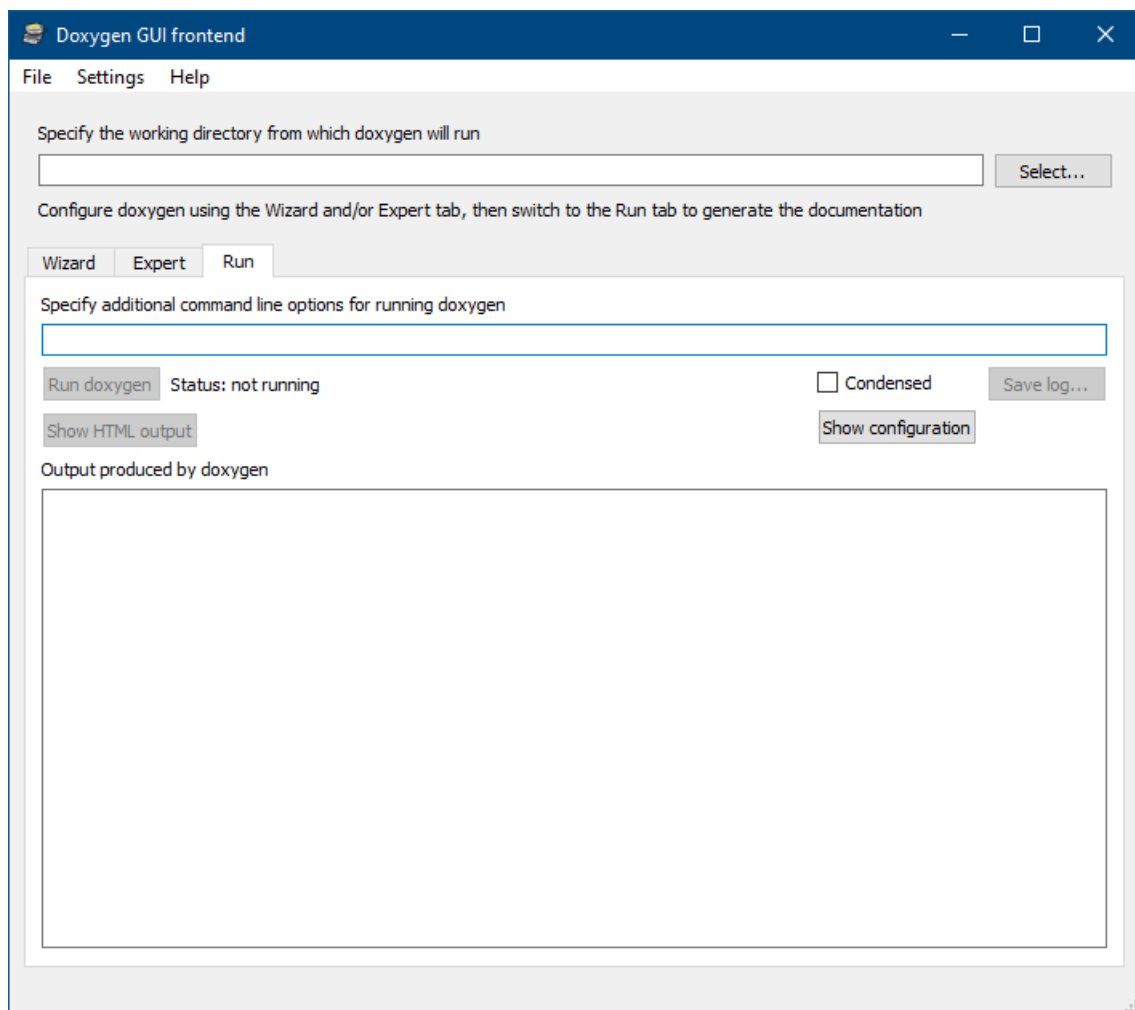 Doxygen GUI frontend
File Settings Help
Specify the working directory from which doxygen will run
Select...
Configure doxygen using the Wizard and/or Expert tab, then switch to the Run tab to generate the documentation
Wizard Expert Run
Specify additional command line options for running doxygen
Run doxygen Status: not running Condensed Save log...
Show HTML output Show configuration
Output produced by doxygen